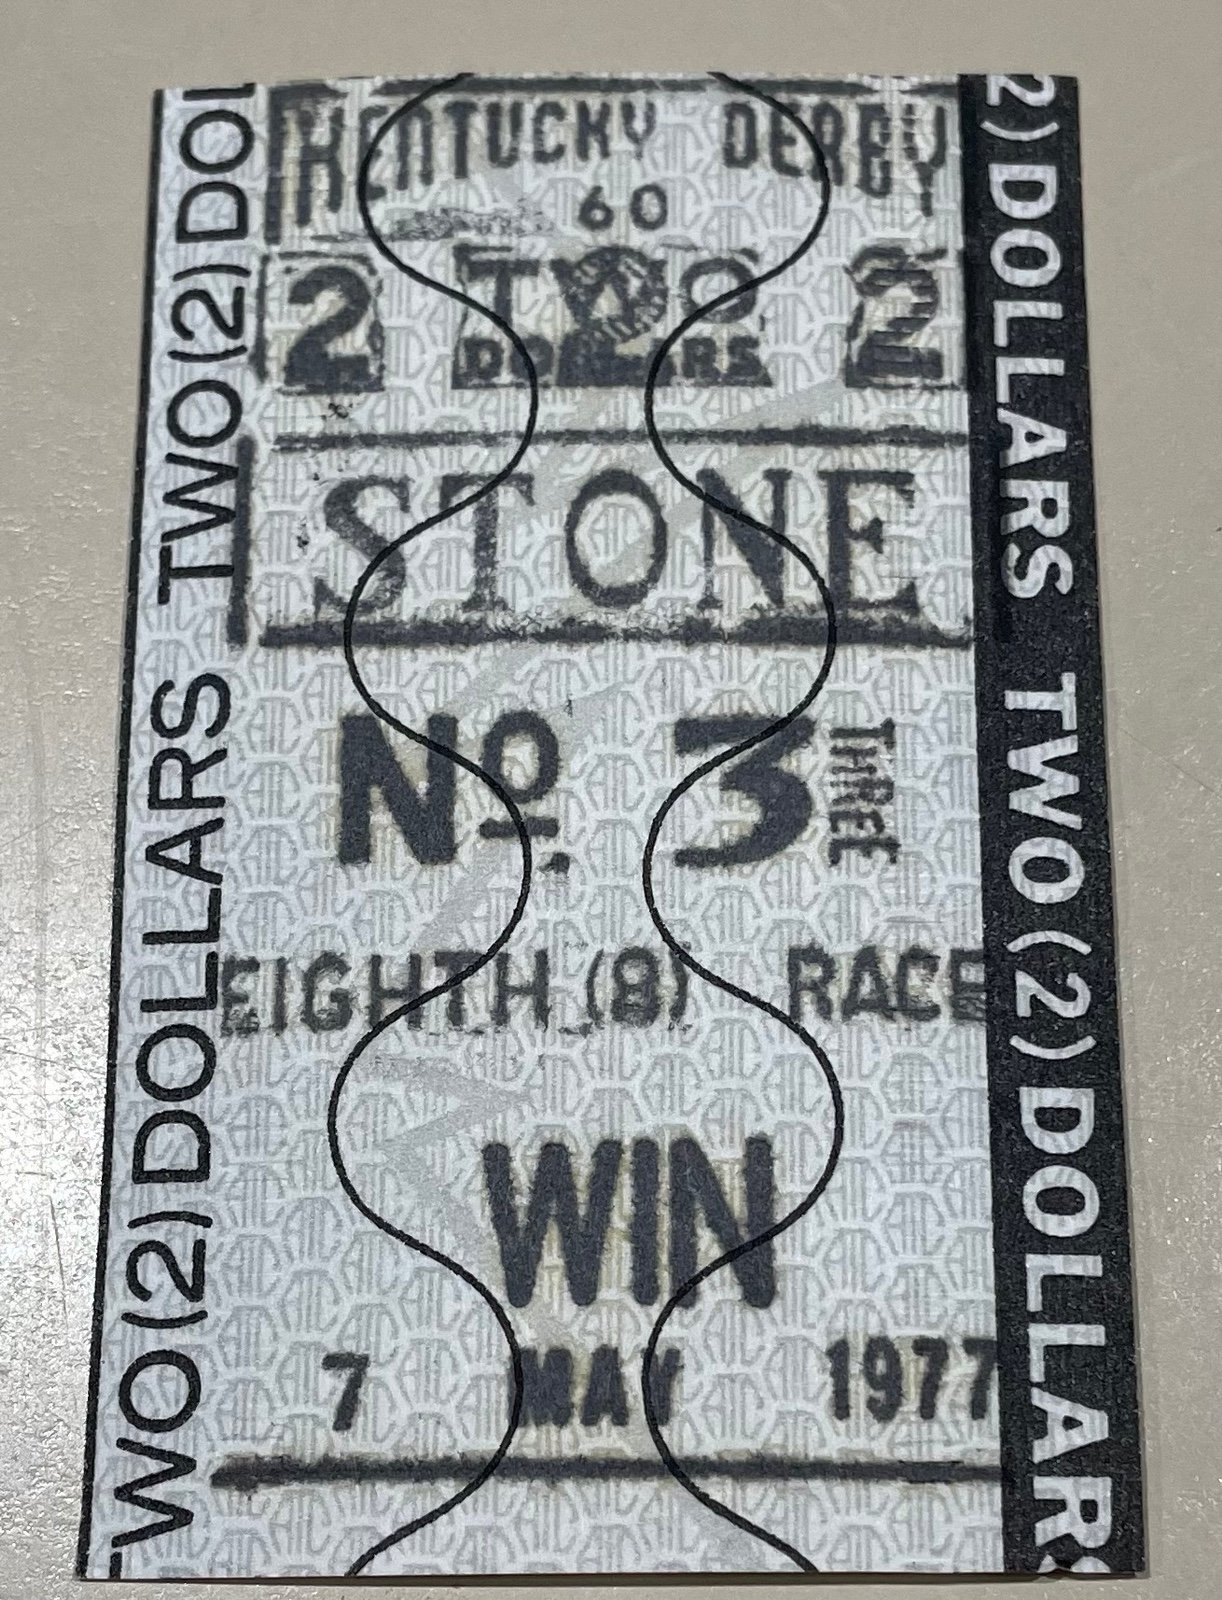 KENTUCKY DERBY
60
2 TWO DOLLARS 2
STONE
No. 3 THREE
EIGHTH (8) RACE
WIN
7 MAY 1977
TWO (2) DOLLARS TWO (2) DOL
2) DOLLARS TWO (2) DOLLARS